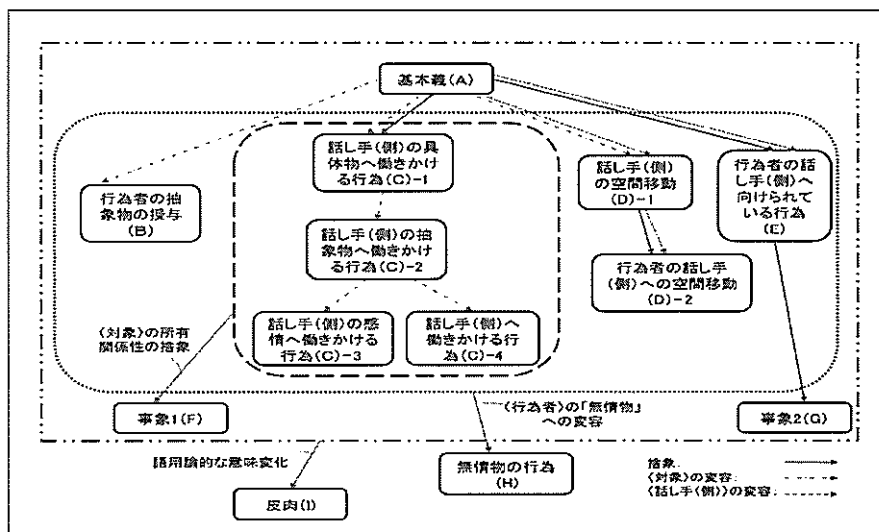 基本義(A)
話し手(側)の具
体物へ働きかけ
る行為(C)-1
話し手(側)
の空間移動
(D)-1
行為者の話
し手(側)へ
向けられて
いる行為
(E)
行為者の抽
象物の授与
(B)
話し手(側)の抽
象物へ働きかけ
る行為(C)-2
行為者の話し手
(側)への空間移動
(D)-2
話し手(側)の感
情へ働きかける
行為(C)-3
話し手(側)へ
働きかける行
為(C)-4
〈対象〉の所有
関係性の捨象
事象1(F)
〈行為者〉の『無情物』
への変容
事象2(G)
語用論的な意味変化
無情物の行為
(H)
反肉(I)
捨象:
〈対象〉の変容:
〈話し手(側)〉の変容: